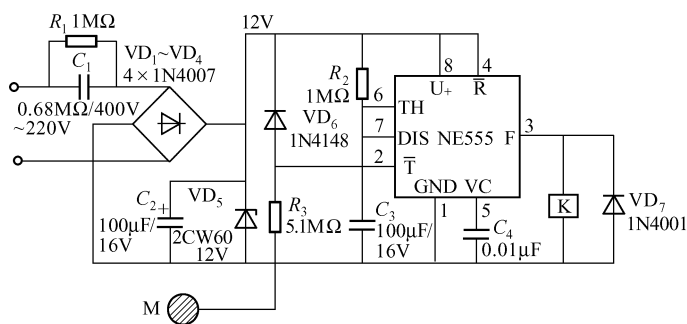 R1 1MΩ
C1
0.68MΩ/400V
~220V
VD1~VD4
4×1N4007
12V
C2
+
100μF/
16V
VD5
2CW60
12V
VD6
1N4148
R3
5.1MΩ
M
R2
1MΩ
C3
100μF/
16V
6
7
2
8
4
U+
R̅
TH
DIS NE555 F
T̅
GND VC
3
1
5
C4
0.01μF
K
VD7
1N4001